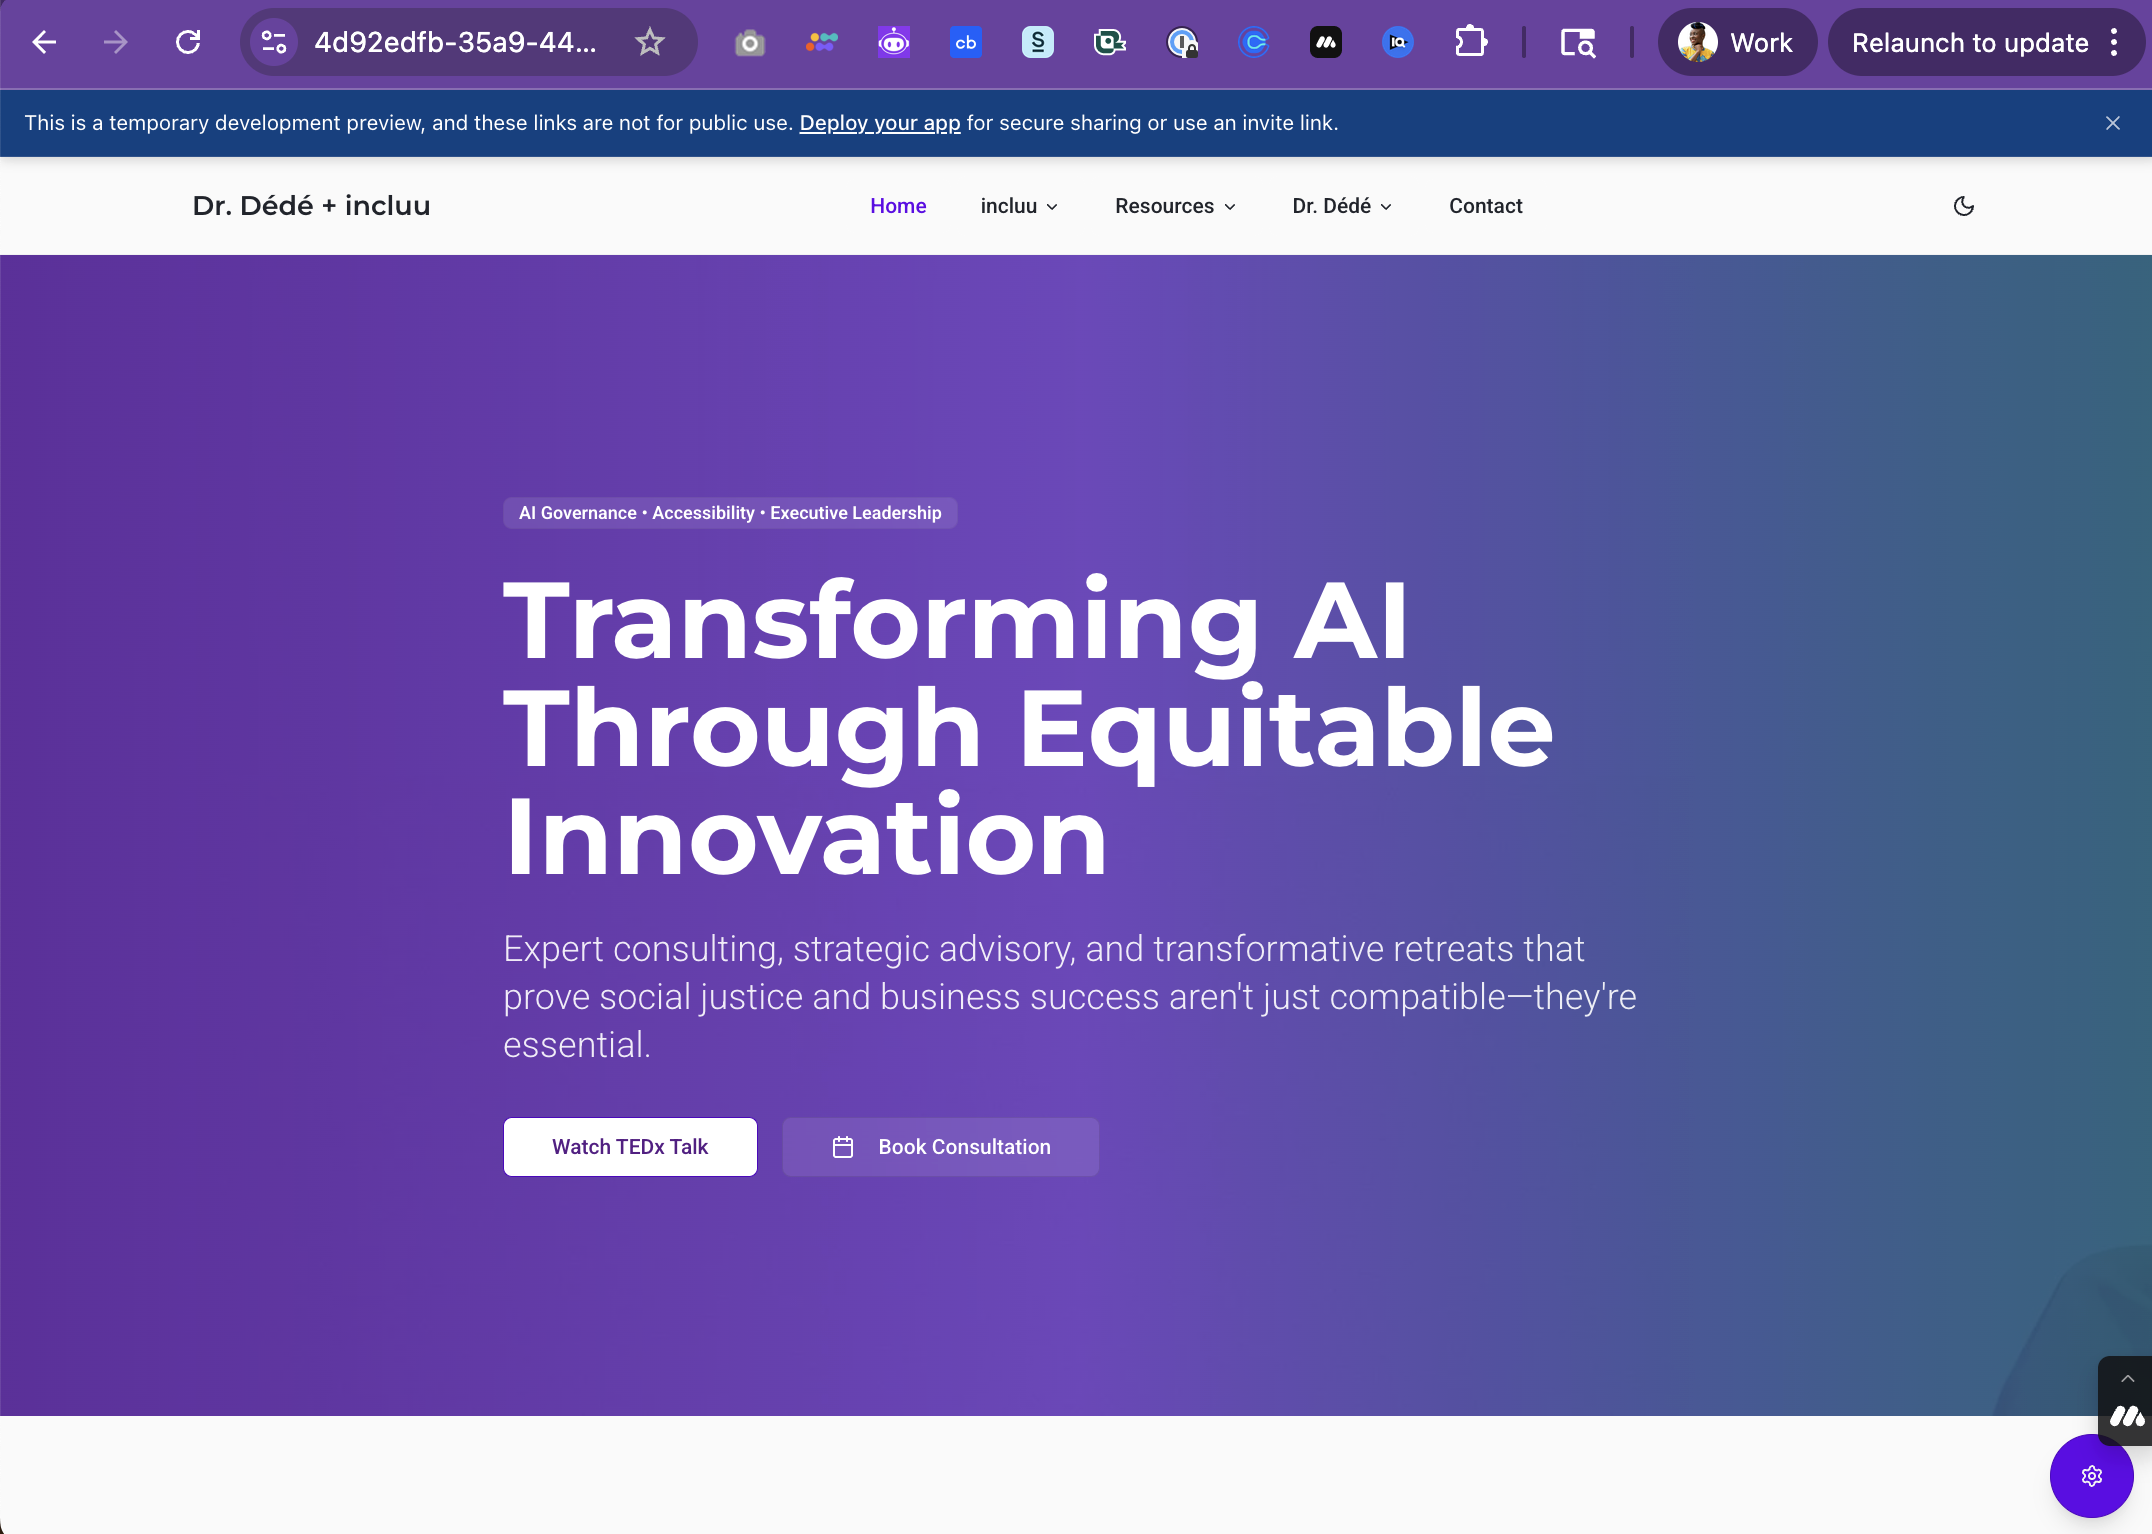 4d92edfb-35a9-44...
cb
S
IQ
Work
Relaunch to update
This is a temporary development preview, and these links are not for public use. Deploy your app for secure sharing or use an invite link.
Dr. Dédé + incluu
Home
incluu
Resources
Dr. Dédé
Contact
AI Governance • Accessibility • Executive Leadership
Transforming AI
Through Equitable
Innovation
Expert consulting, strategic advisory, and transformative retreats that
prove social justice and business success aren't just compatible—they're
essential.
Watch TEDx Talk
Book Consultation